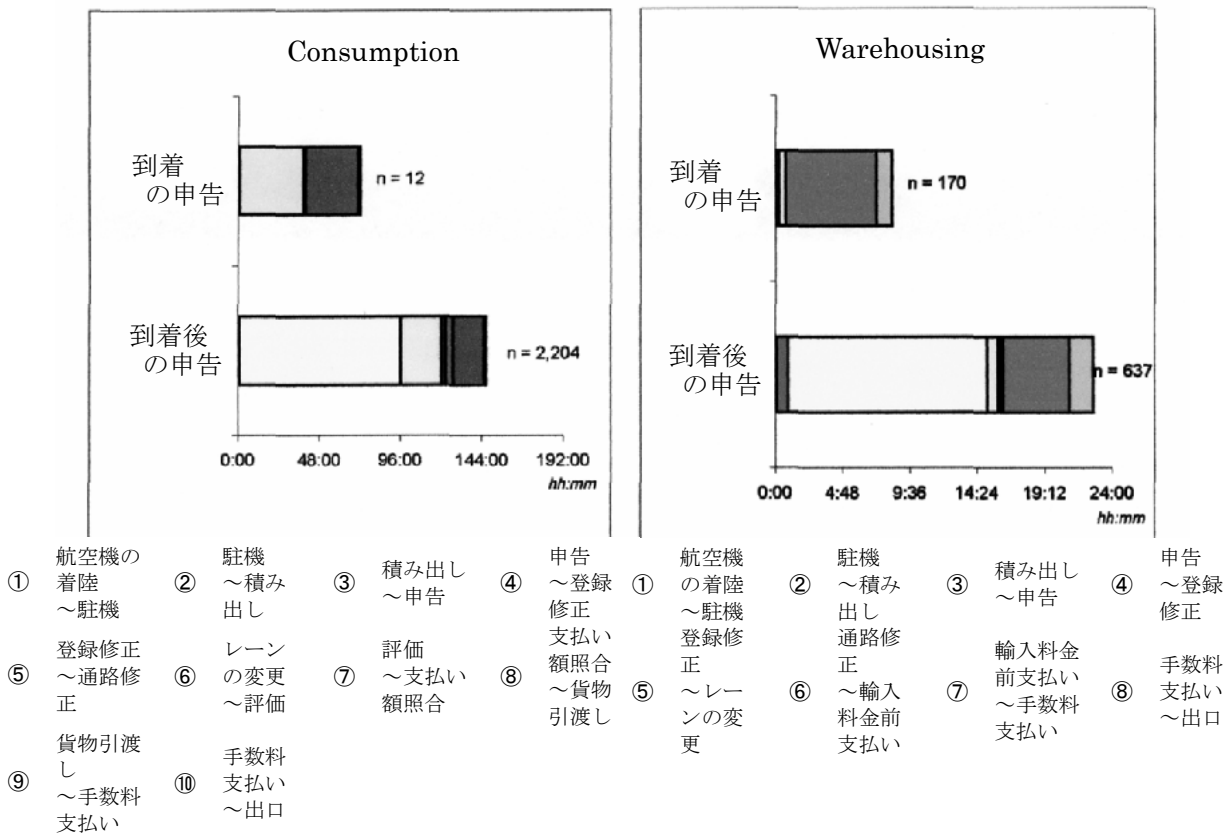 Consumption
到着
の申告
n = 12
到着後
の申告
n = 2,204
0:00 48:00 96:00 144:00 192:00
hh:mm
Warehousing
到着
の申告
n = 170
到着後
の申告
n = 637
0:00 4:48 9:36 14:24 19:12 24:00
hh:mm
①
航空機の
着陸
～駐機
②
駐機
～積み
出し
③
積み出し
～申告
④
申告
～登録
修正
⑤
登録修正
～通路修
正
⑥
レーン
の変更
～評価
⑦
評価
～支払い
額照合
⑧
支払い
額照合
～貨物
引渡し
⑨
貨物引渡
し
～手数料
支払い
⑩
手数料
支払い
～出口
①
航空機
の着陸
～駐機
②
駐機
～積み
出し
③
積み出し
～申告
④
申告
～登録
修正
⑤
登録修
正
～レー
ンの変
更
⑥
通路修
正
～輸入
料金前
支払い
⑦
輸入料金
前支払い
～手数料
支払い
⑧
手数料
支払い
～出口